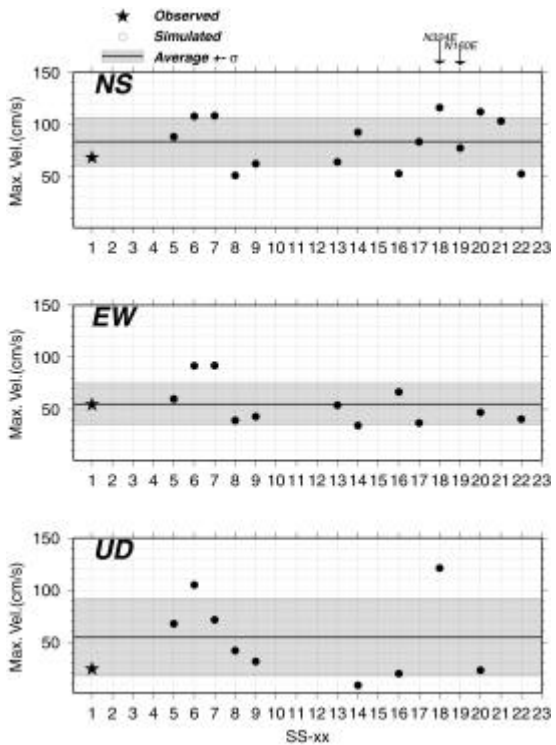 Observed
Simulated
Average +- σ
N324E
N160E
150
NS
100
50
Max. Vel.(cm/s)
1 2 3 4 5 6 7 8 9 10 11 12 13 14 15 16 17 18 19 20 21 22 23
150
EW
100
50
Max. Vel.(cm/s)
1 2 3 4 5 6 7 8 9 10 11 12 13 14 15 16 17 18 19 20 21 22 23
150
UD
100
50
Max. Vel.(cm/s)
1 2 3 4 5 6 7 8 9 10 11 12 13 14 15 16 17 18 19 20 21 22 23
SS-xx